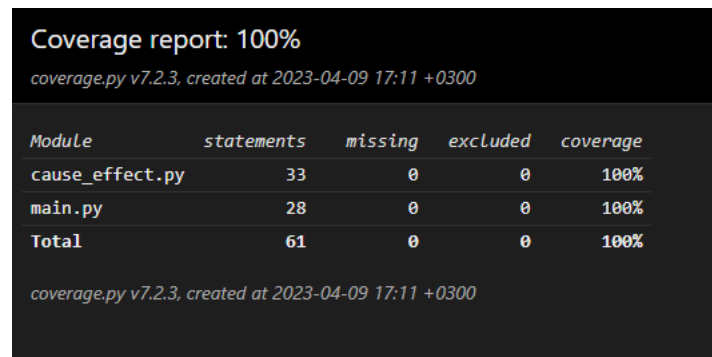 Coverage report: 100%
coverage.py v7.2.3, created at 2023-04-09 17:11 +0300
Module statements missing excluded coverage
cause_effect.py 33 0 0 100%
main.py 28 0 0 100%
Total 61 0 0 100%
coverage.py v7.2.3, created at 2023-04-09 17:11 +0300